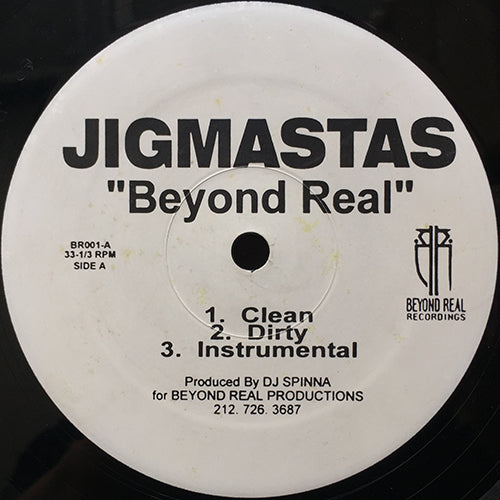 JIGMASTAS
"Beyond Real"
BR001-A
33-1/3 RPM
SIDE A
BEYOND REAL
RECORDINGS
1. Clean
2. Dirty
3. Instrumental
Produced By DJ SPINNA
for BEYOND REAL PRODUCTIONS
212. 726. 3687